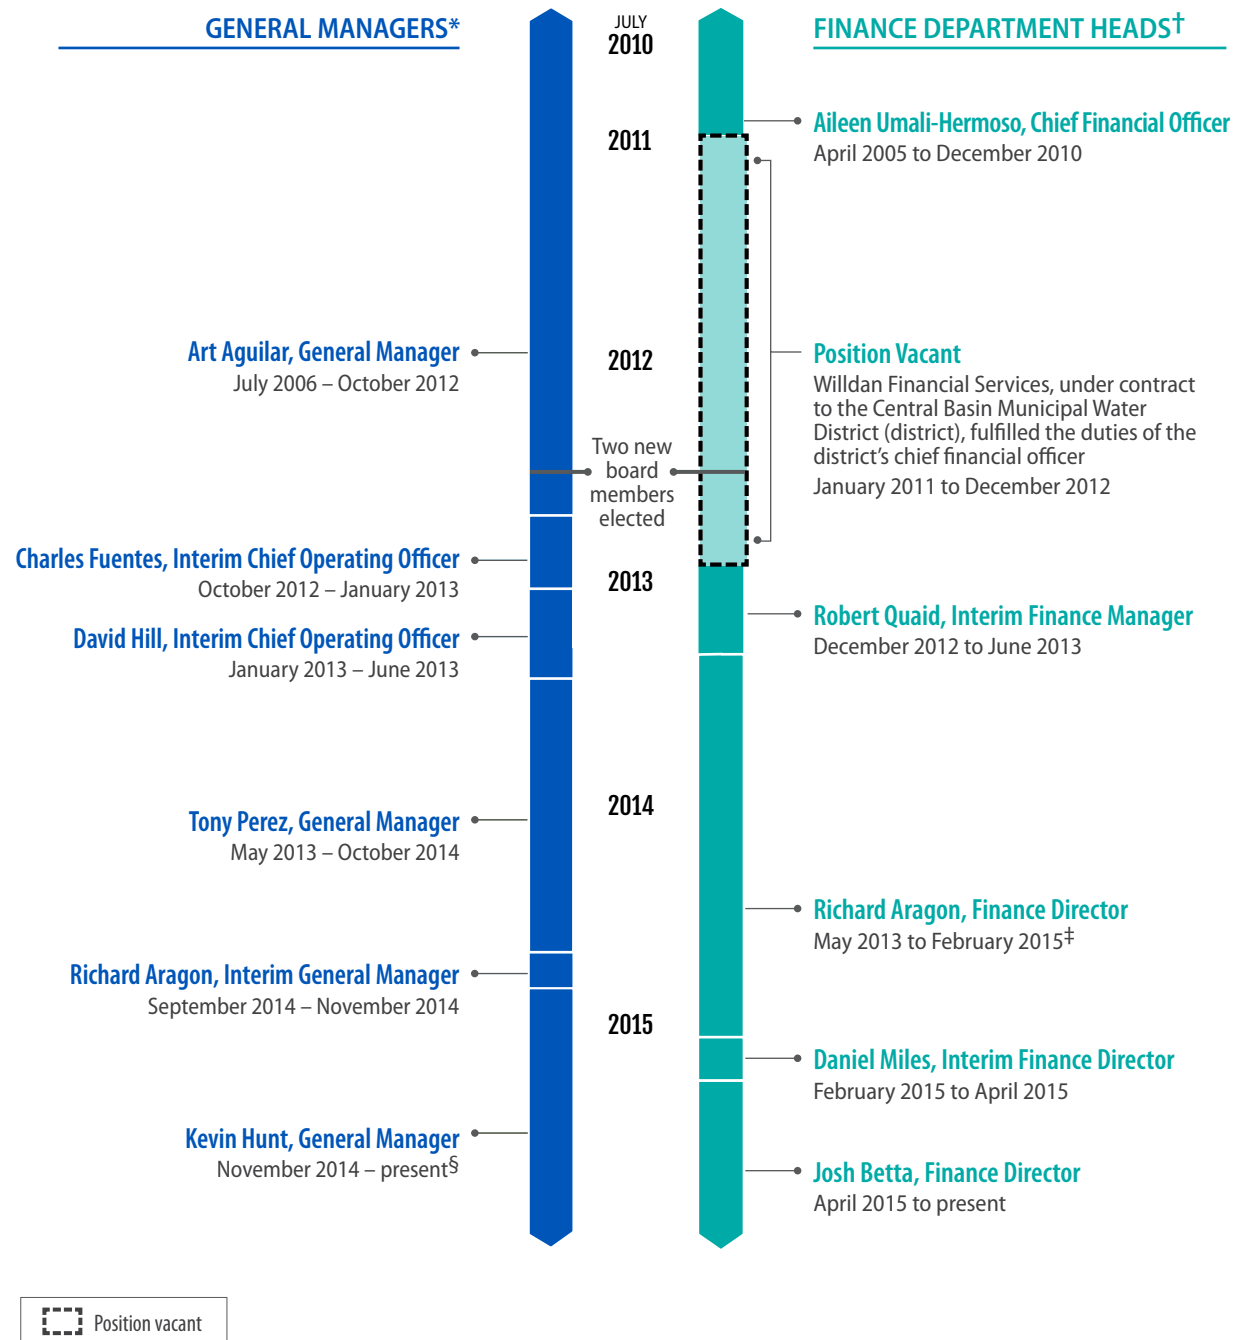 GENERAL MANAGERS*
Art Aguilar, General Manager
July 2006 – October 2012
Charles Fuentes, Interim Chief Operating Officer
October 2012 – January 2013
David Hill, Interim Chief Operating Officer
January 2013 – June 2013
Tony Perez, General Manager
May 2013 – October 2014
Richard Aragon, Interim General Manager
September 2014 – November 2014
Kevin Hunt, General Manager
November 2014 – present§
JULY
2010
2011
2012
Two new
board
members
elected
2013
2014
2015
FINANCE DEPARTMENT HEADS†
Aileen Umali-Hermoso, Chief Financial Officer
April 2005 to December 2010
Position Vacant
Willdan Financial Services, under contract
to the Central Basin Municipal Water
District (district), fulfilled the duties of the
district’s chief financial officer
January 2011 to December 2012
Robert Quaid, Interim Finance Manager
December 2012 to June 2013
Richard Aragon, Finance Director
May 2013 to February 2015‡
Daniel Miles, Interim Finance Director
February 2015 to April 2015
Josh Betta, Finance Director
April 2015 to present
Position vacant